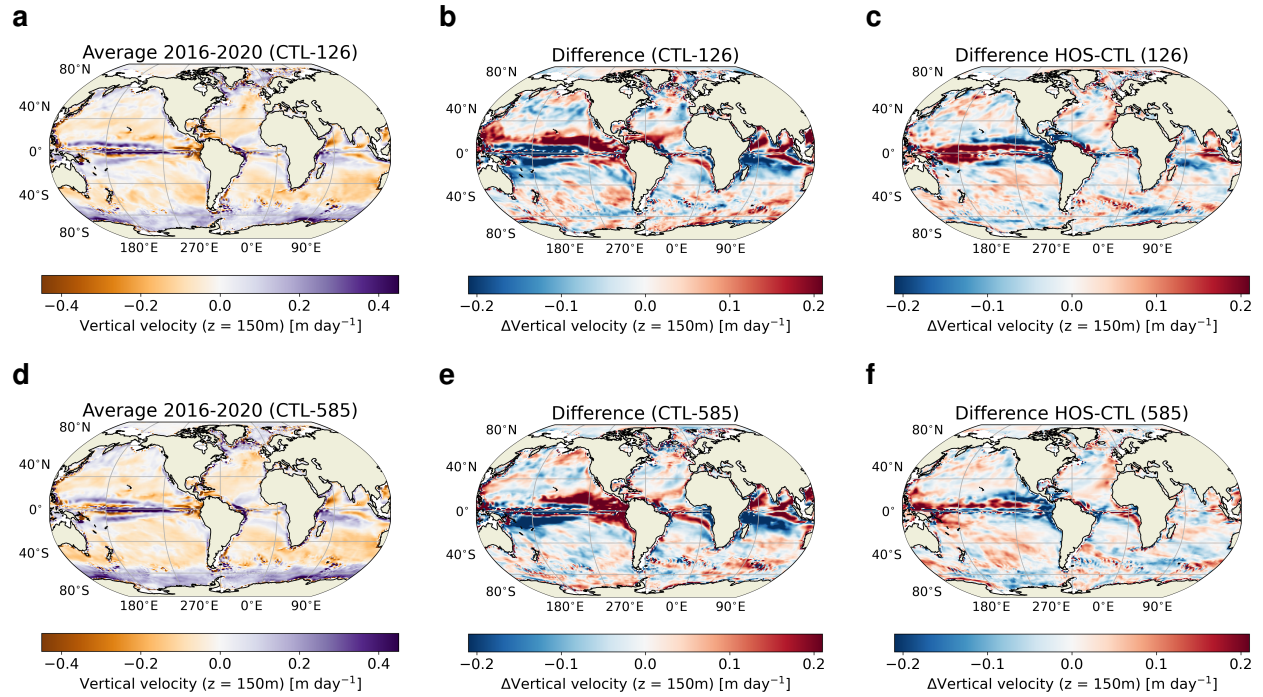 a
b
c
Average 2016-2020 (CTL-126)
Difference (CTL-126)
Difference HOS-CTL (126)
80°N
40°N
0°
40°S
80°S
180°E 270°E 0°E 90°E
80°N
40°N
0°
40°S
80°S
180°E 270°E 0°E 90°E
80°N
40°N
0°
40°S
80°S
180°E 270°E 0°E 90°E
−0.4 −0.2 0.0 0.2 0.4
Vertical velocity (z = 150m) [m day⁻¹]
−0.2 −0.1 0.0 0.1 0.2
ΔVertical velocity (z = 150m) [m day⁻¹]
−0.2 −0.1 0.0 0.1 0.2
ΔVertical velocity (z = 150m) [m day⁻¹]
d
e
f
Average 2016-2020 (CTL-585)
Difference (CTL-585)
Difference HOS-CTL (585)
80°N
40°N
0°
40°S
80°S
180°E 270°E 0°E 90°E
80°N
40°N
0°
40°S
80°S
180°E 270°E 0°E 90°E
80°N
40°N
0°
40°S
80°S
180°E 270°E 0°E 90°E
−0.4 −0.2 0.0 0.2 0.4
Vertical velocity (z = 150m) [m day⁻¹]
−0.2 −0.1 0.0 0.1 0.2
ΔVertical velocity (z = 150m) [m day⁻¹]
−0.2 −0.1 0.0 0.1 0.2
ΔVertical velocity (z = 150m) [m day⁻¹]